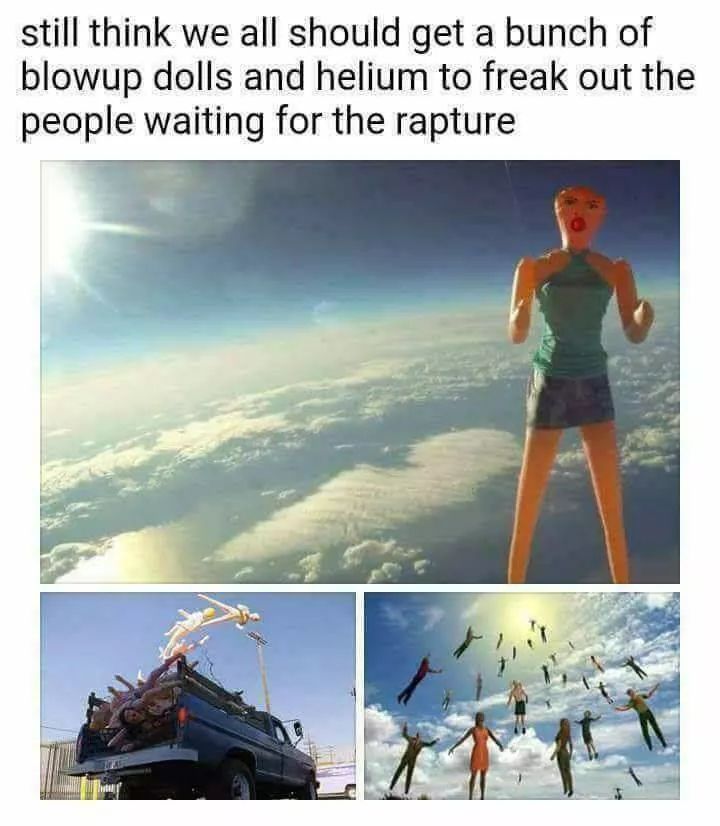 still think we all should get a bunch of
blowup dolls and helium to freak out the
people waiting for the rapture